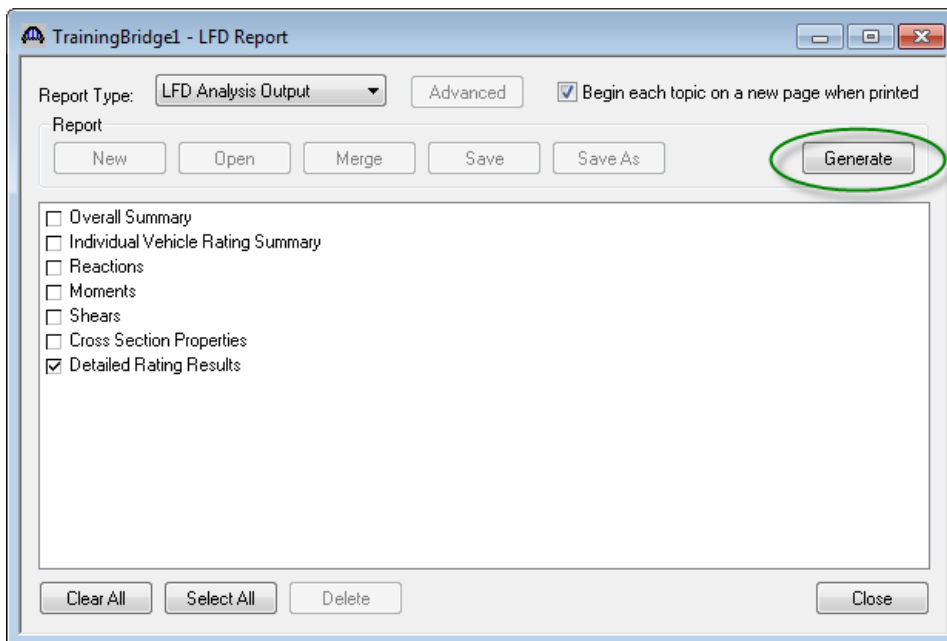 TrainingBridge1 - LFD Report
Report Type: LFD Analysis Output Advanced Begin each topic on a new page when printed
Report
New Open Merge Save Save As Generate
Overall Summary
Individual Vehicle Rating Summary
Reactions
Moments
Shears
Cross Section Properties
Detailed Rating Results
Clear All Select All Delete Close